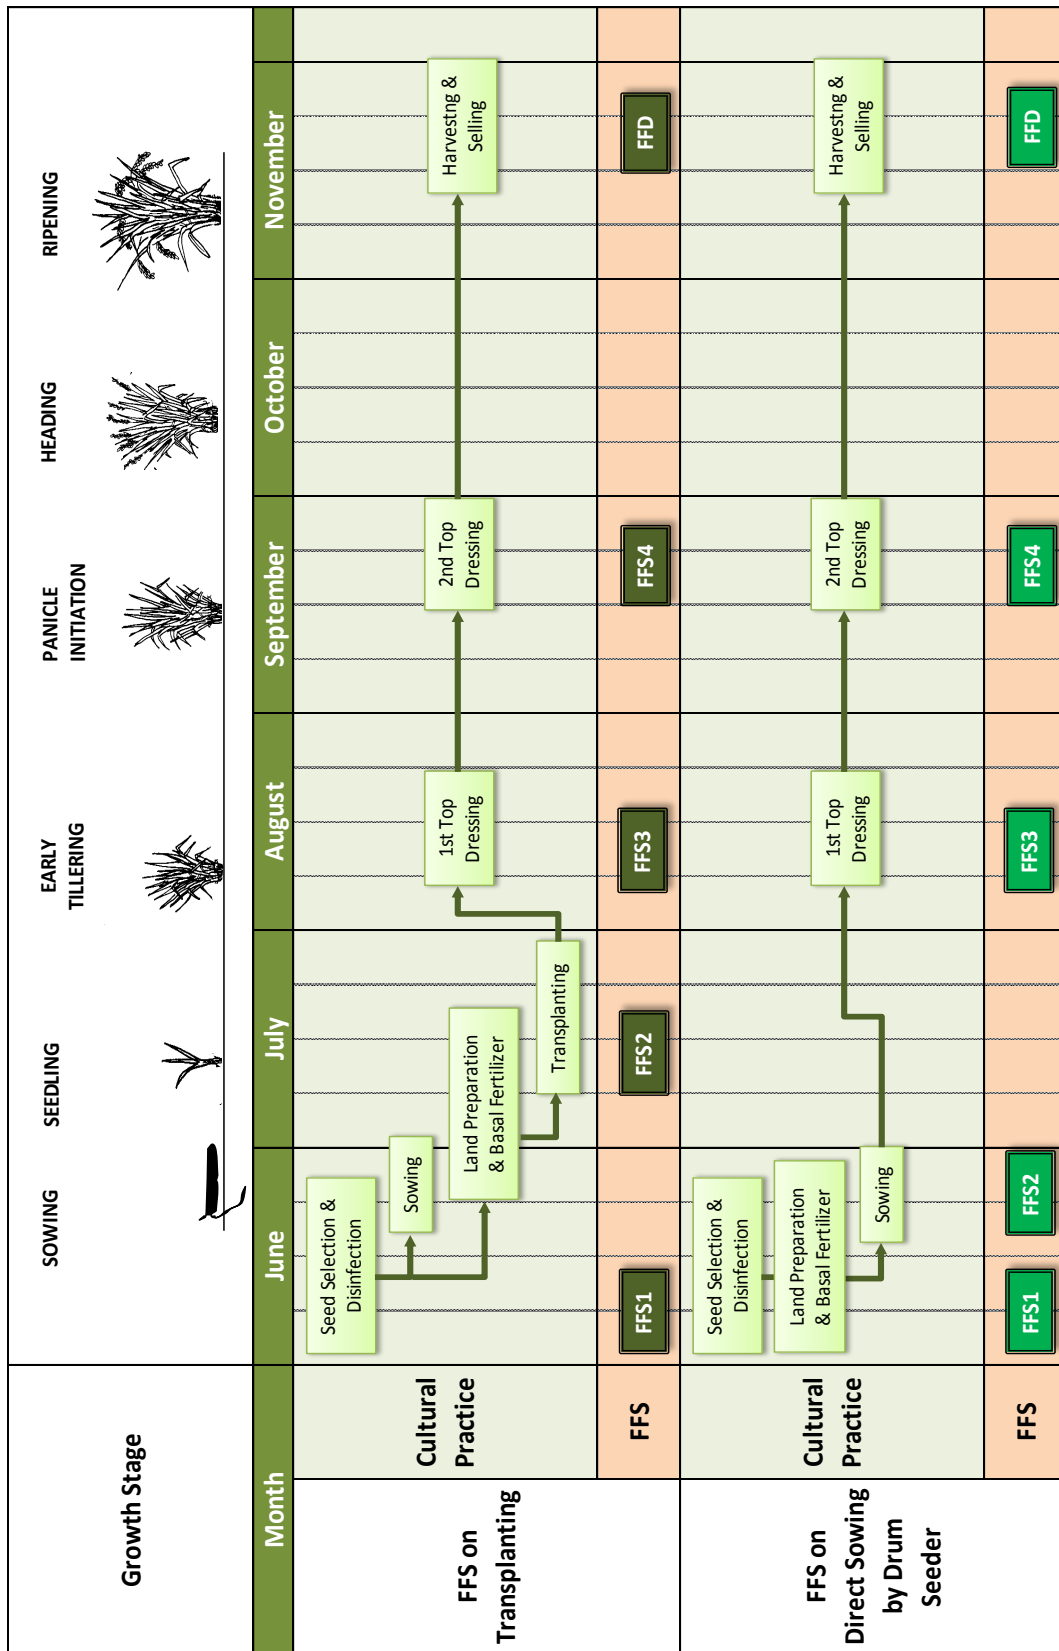 Growth Stage
SOWING
SEEDLING
EARLY
TILLERING
PANICLE
INITIATION
HEADING
RIPENING
Month
June
July
August
September
October
November
FFS on
Transplanting
Cultural
Practice
Seed Selection &
Disinfection
Sowing
Land Preparation
& Basal Fertilizer
Transplanting
1st Top
Dressing
2nd Top
Dressing
Harvestng &
Selling
FFS
FFS1
FFS2
FFS3
FFS4
FFD
FFS on
Direct Sowing
by Drum
Seeder
Cultural
Practice
Seed Selection &
Disinfection
Land Preparation
& Basal Fertilizer
Sowing
1st Top
Dressing
2nd Top
Dressing
Harvestng &
Selling
FFS
FFS1
FFS2
FFS3
FFS4
FFD